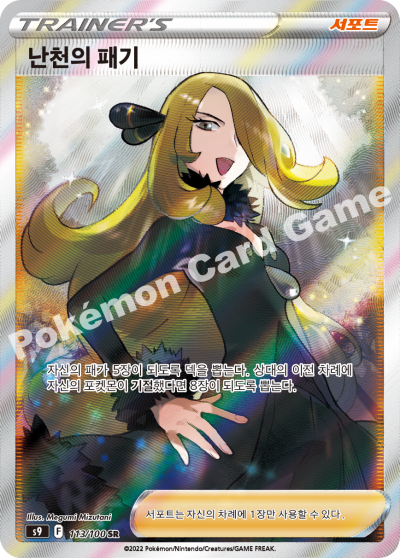 TRAINER'S
서포트
난천의 패기
Pokémon Card Game
자신의 패가 5장이 되도록 덱을 뽑는다. 상대의 이전 차례에
자신의 포켓몬이 기절했다면 8장이 되도록 뽑는다.
Illus. Megumi Mizutani
s9 F 113/100 SR
서포트는 자신의 차례에 1장만 사용할 수 있다.
©2022 Pokémon/Nintendo/Creatures/GAME FREAK.